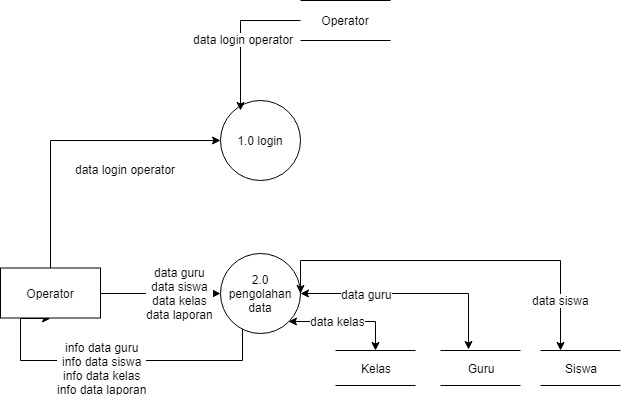 Operator
data login operator
1.0 login
data login operator
Operator
data guru
data siswa
data kelas
data laporan
2.0
pengolahan
data
data guru
data siswa
data kelas
info data guru
info data siswa
info data kelas
info data laporan
Kelas
Guru
Siswa